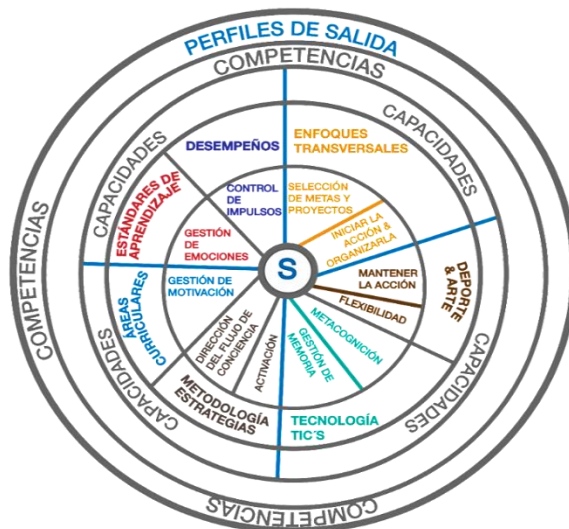 PERFILES DE SALIDA
COMPETENCIAS
CAPACIDADES
CAPACIDADES
DESEMPEÑOS
ENFOQUES
TRANSVERSALES
ESTÁNDARES DE
APRENDIZAJE
CONTROL
DE
IMPULSOS
SELECCIÓN
DE METAS Y
PROYECTOS
INICIAR LA
ACCIÓN &
ORGANIZARLA
GESTIÓN
DE
EMOCIONES
S
MANTENER
LA ACCIÓN
FLEXIBILIDAD
DEPORTE
& ARTE
GESTIÓN DE
MOTIVACIÓN
ÁREAS
CURRICULARES
COMPETENCIAS
DIRECCIÓN
DEL FLUJO DE
CONCIENCIA
ACTIVACIÓN
METACOGNICIÓN
GESTIÓN DE
MEMORIA
METODOLOGÍA
ESTRATEGIAS
TECNOLOGÍA
TIC´S
CAPACIDADES
CAPACIDADES
COMPETENCIAS